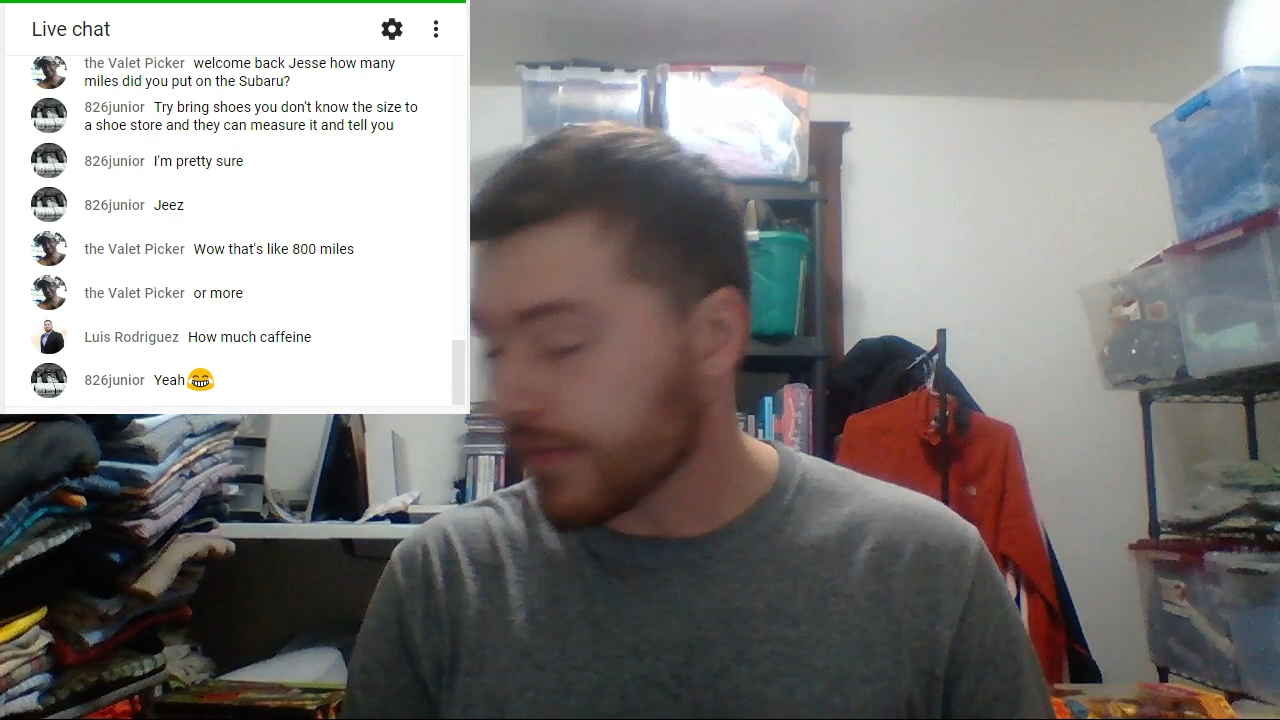 Live chat
the Valet Picker welcome back Jesse how many
miles did you put on the Subaru?
826junior Try bring shoes you don't know the size to
a shoe store and they can measure it and tell you
826junior I'm pretty sure
826junior Jeez
the Valet Picker Wow that's like 800 miles
the Valet Picker or more
Luis Rodriguez How much caffeine
826junior Yeah😂